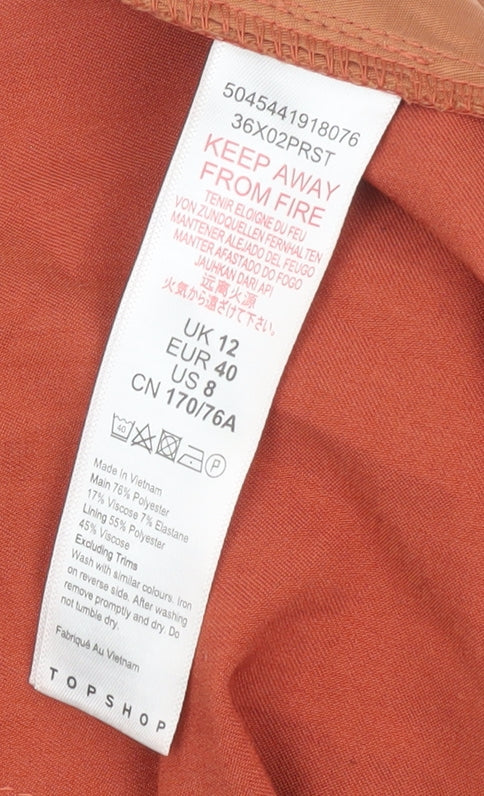 5045441918076
36X02PRST
KEEP AWAY
FROM FIRE
TENIR ELOIGNE DU FEU
VON ZUNDQUELLEN FERNHALTEN
MANTENER ALEJADO DEL FEUGO
MANTER AFASTADO DO FOGO
JAUHKAN DARI API
远离火源
火気から遠ざけて下さい。
UK 12
EUR 40
US 8
CN 170/76A
40 P
Made In Vietnam
Main 76% Polyester
17% Viscose 7% Elastane
Lining 55% Polyester
45% Viscose
Excluding Trims
Wash with similar colours. Iron
on reverse side. After washing
remove promptly and dry. Do
not tumble dry.
Fabriqué Au Vietnam
TOPSHOP